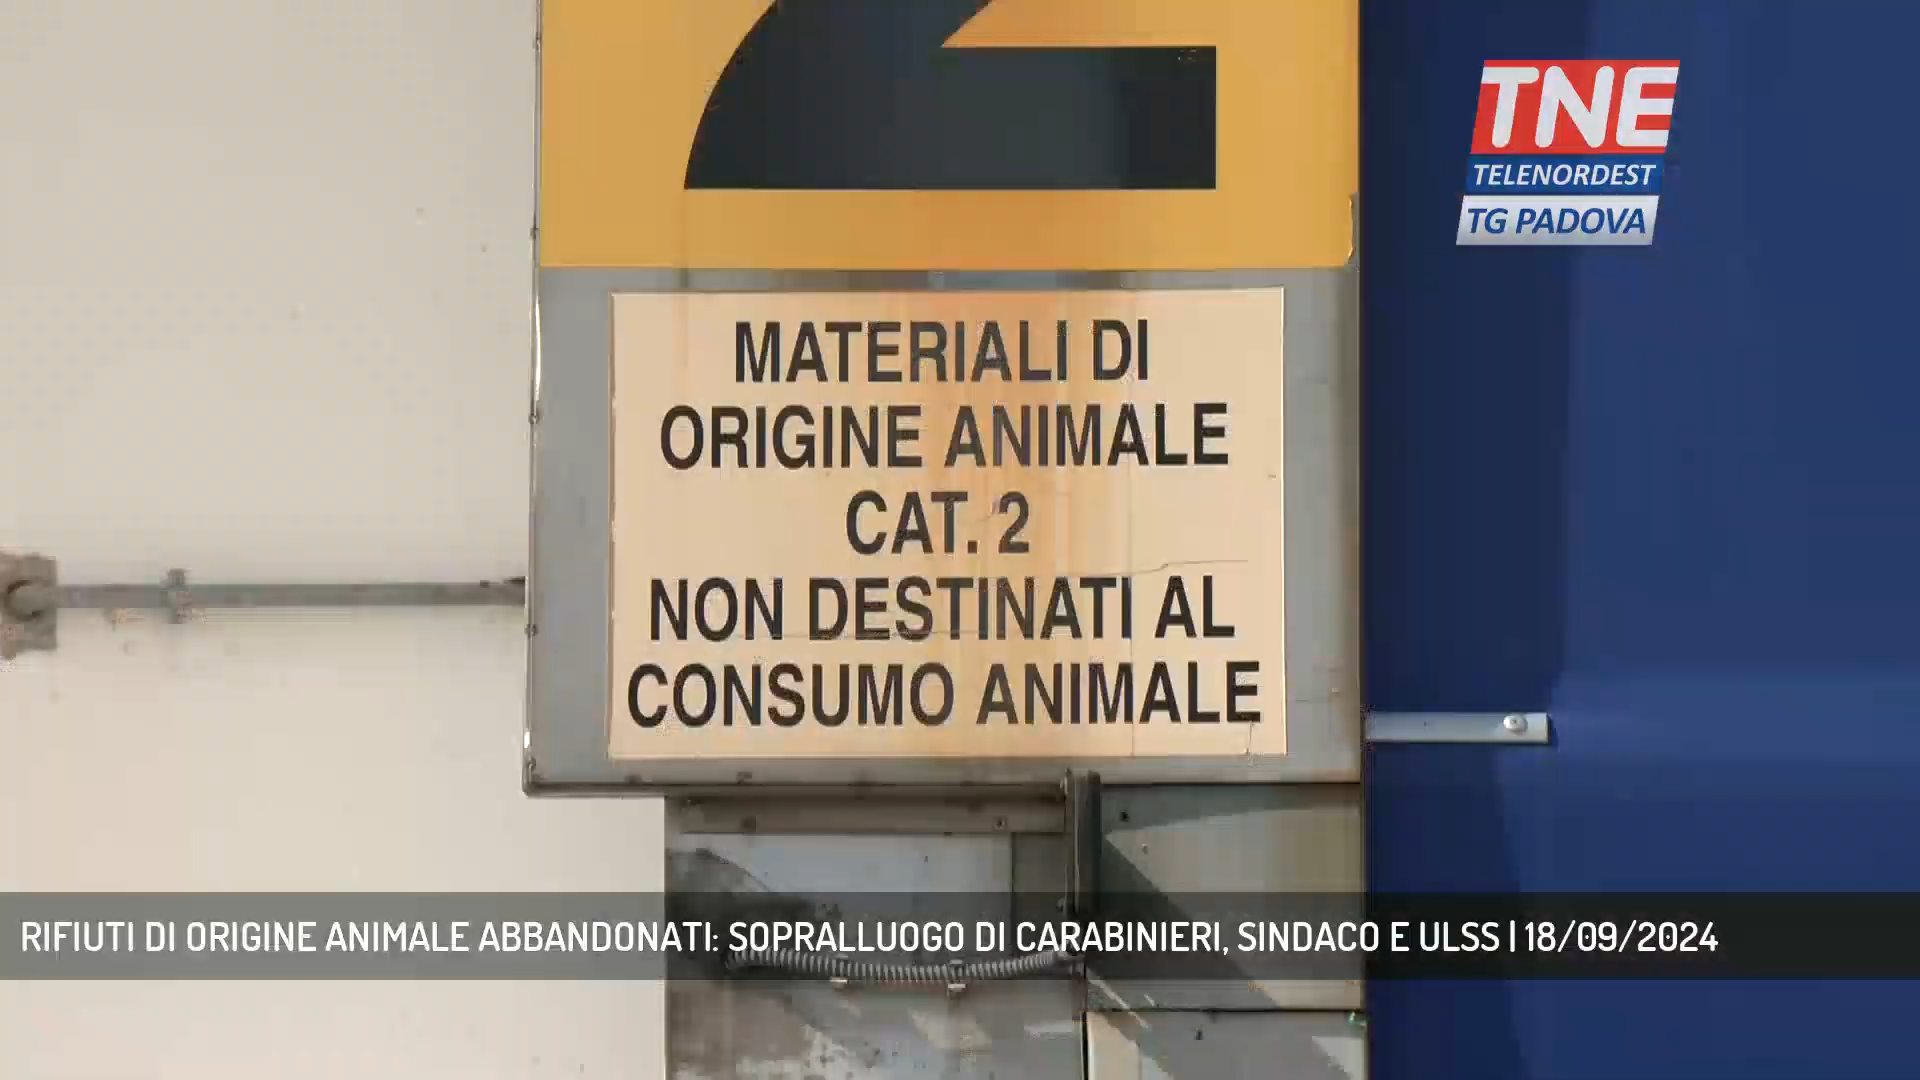 2
TNE
TELENORDEST
TG PADOVA
MATERIALI DI
ORIGINE ANIMALE
CAT. 2
NON DESTINATI AL
CONSUMO ANIMALE
RIFIUTI DI ORIGINE ANIMALE ABBANDONATI: SOPRALLUOGO DI CARABINIERI, SINDACO E ULSS | 18/09/2024